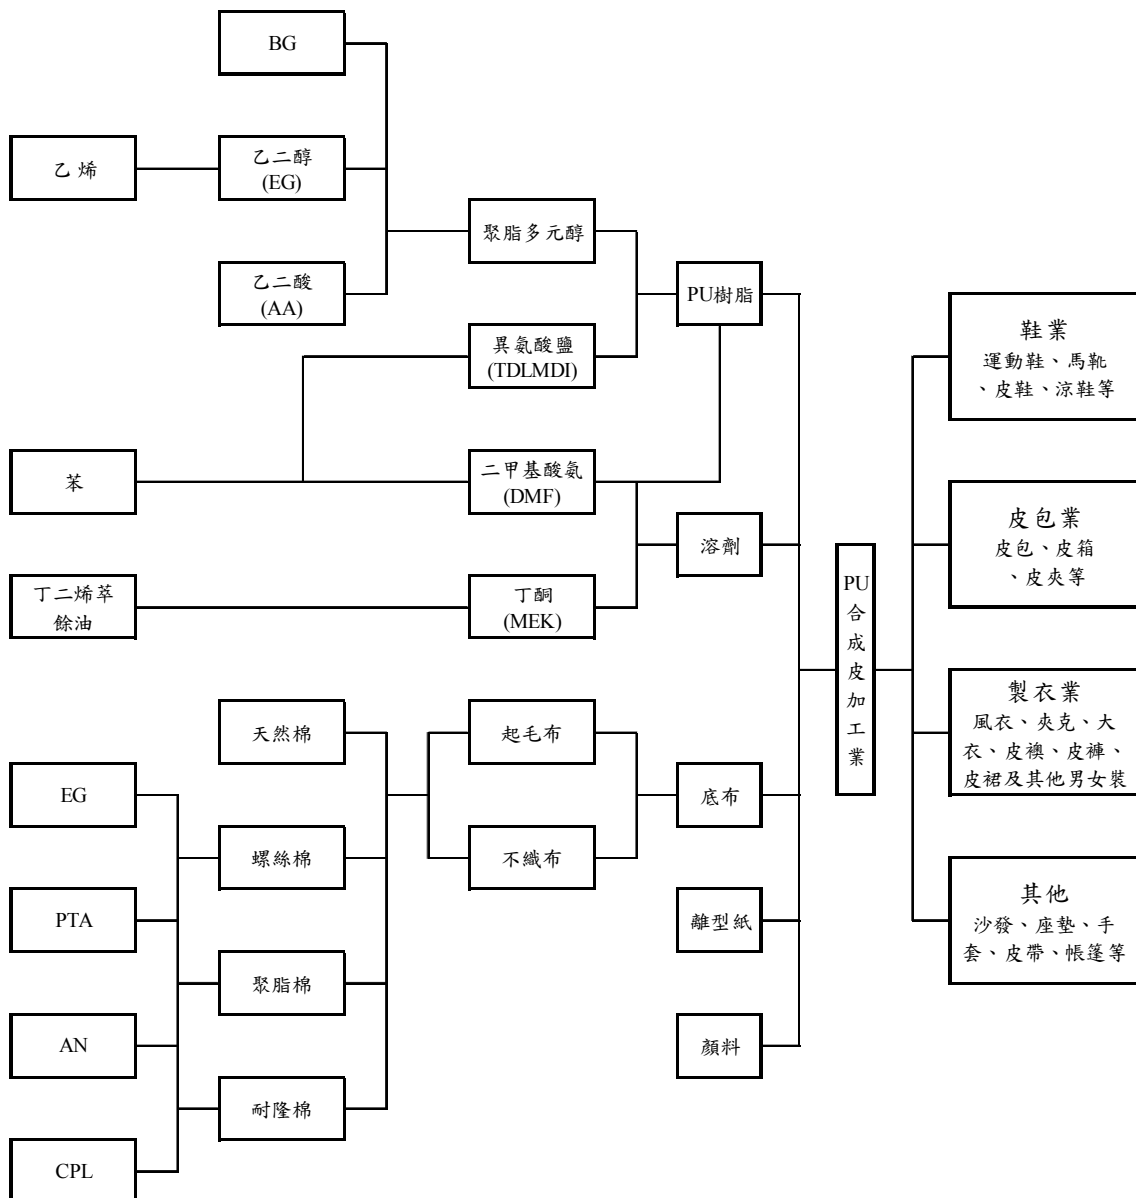 BG
乙烯
乙二醇
(EG)
乙二酸
(AA)
聚脂多元醇
異氨酸鹽
(TDLMDI)
PU樹脂
苯
二甲基酸氨
(DMF)
溶劑
丁二烯萃
餘油
丁酮
(MEK)
天然棉
起毛布
EG
螺絲棉
不織布
底布
PTA
聚脂棉
離型紙
AN
耐隆棉
顏料
CPL
PU
合
成
皮
加
工
業
鞋業
運動鞋、馬靴
、皮鞋、涼鞋等
皮包業
皮包、皮箱
、皮夾等
製衣業
風衣、夾克、大
衣、皮襖、皮褲、
皮裙及其他男女裝
其他
沙發、座墊、手
套、皮帶、帳篷等